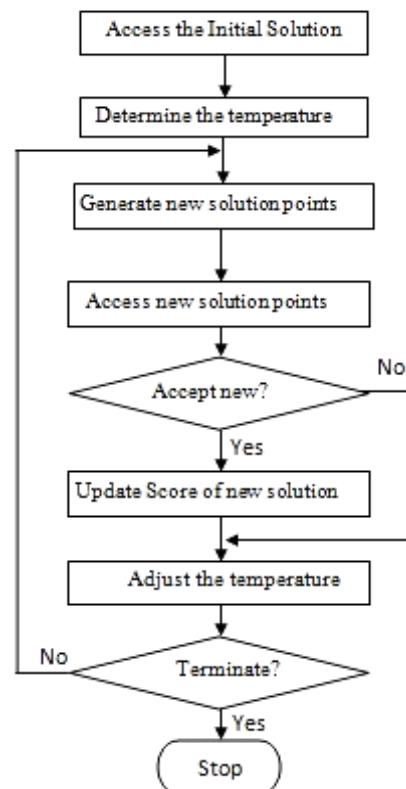 Access the Initial Solution
Determine the temperature
Generate new solution points
Access new solution points
Accept new?
No
Yes
Update Score of new solution
Adjust the temperature
No
Terminate?
Yes
Stop